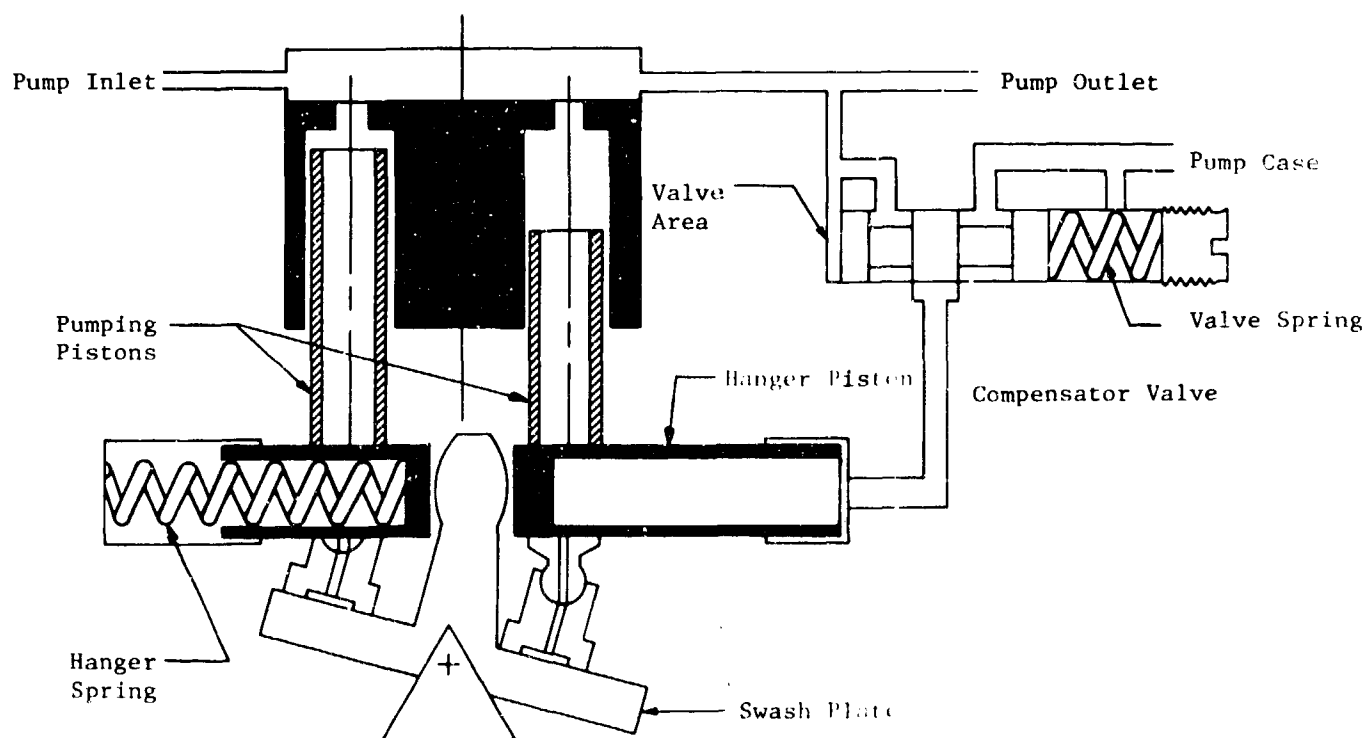 Pump Inlet
Pump Outlet
Pump Case
Valve
Area
Valve Spring
Pumping
Pistons
Hanger Piston
Compensator Valve
Hanger
Spring
Swash Plate